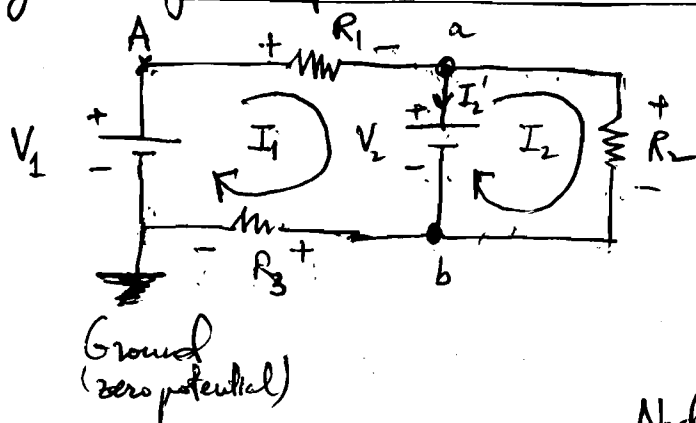 A
+ R₁ -
a
+
V₁
-
I₁
+
I₂'
V₂
-
I₂
+
R₂
-
- R₃ +
b
Ground
(zero potential)